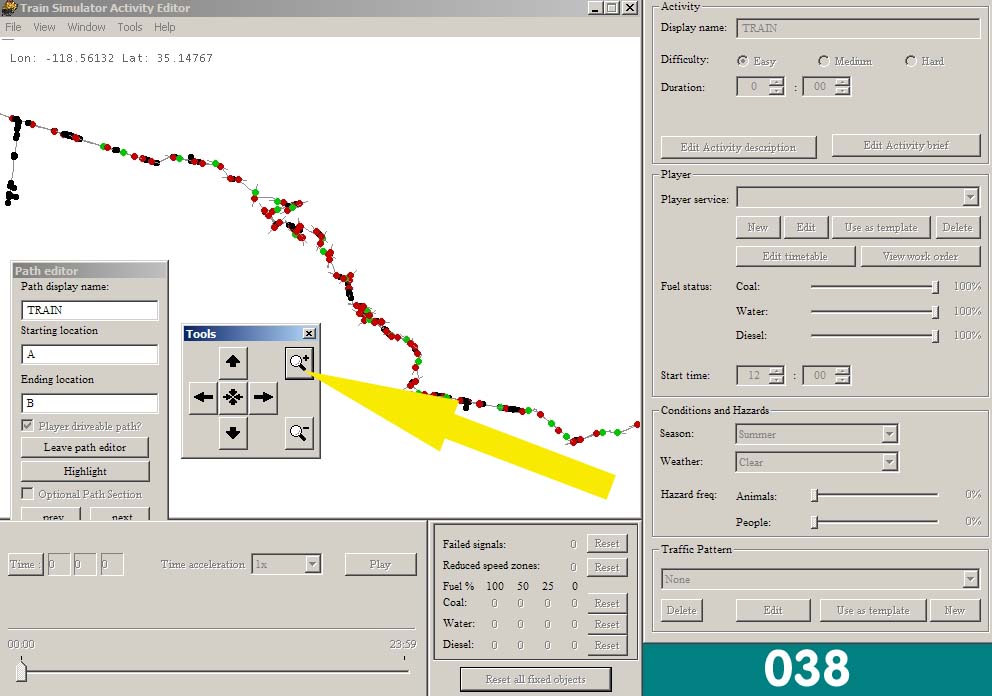 Train Simulator Activity Editor
File View Window Tools Help
Lon: -118.56132 Lat: 35.14767
Path editor
Path display name:
TRAIN
Starting location
A
Ending location
B
Player driveable path?
Leave path editor
Highlight
Optional Path Section
prev next
Tools
Time : 0 0 0 Time acceleration 1x Play
00:00 23:59
Failed signals: 0 Reset
Reduced speed zones: 0 Reset
Fuel % 100 50 25 0
Coal: 0 0 0 0 Reset
Water: 0 0 0 0 Reset
Diesel: 0 0 0 0 Reset
Reset all fixed objects
Activity
Display name: TRAIN
Difficulty: Easy Medium Hard
Duration: 0 : 00
Edit Activity description Edit Activity brief
Player
Player service:
New Edit Use as template Delete
Edit timetable View work order
Fuel status: Coal: 100%
Water: 100%
Diesel: 100%
Start time: 12 : 00
Conditions and Hazards
Season: Summer
Weather: Clear
Hazard freq: Animals: 0%
People: 0%
Traffic Pattern
None
Delete Edit Use as template New
038